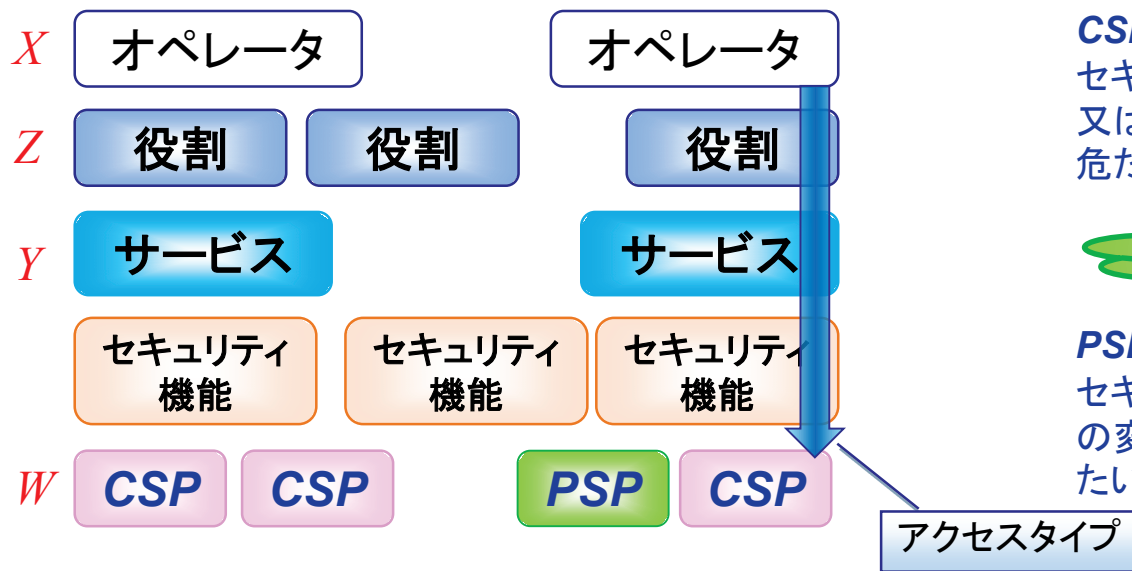 X オペレータ オペレータ
Z 役割 役割 役割
Y サービス サービス
セキュリティ セキュリティ セキュリティ
機能 機能 機能
W CSP CSP PSP CSP
アクセスタイプ
CSP
セキ
又は
危た
PSP
セキ
の変
たい